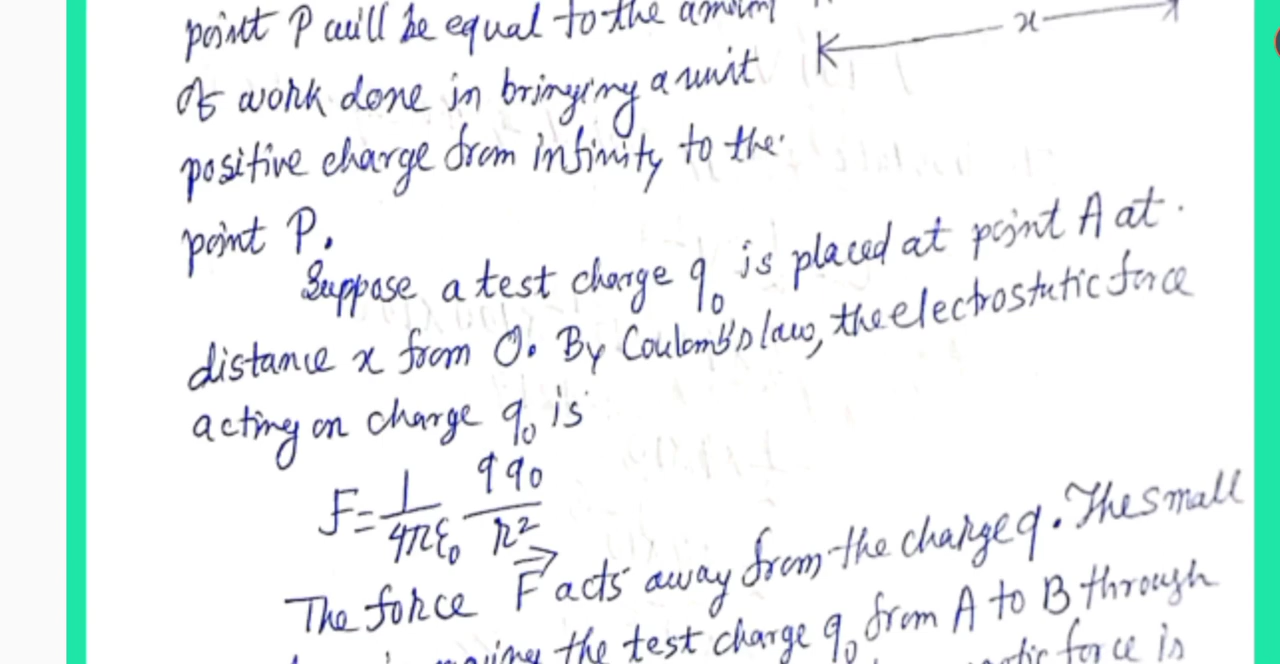 x
point P will be equal to the amount
of work done in bringing a unit
positive charge from infinity to the
point P.
Suppose a test charge q₀ is placed at point A at
distance x from O. By Coulomb's law, the electrostatic force
acting on charge q₀ is
F = 1/4πε₀ qq₀/r²
The force F⃗ acts away from the charge q. The small
the test charge q₀ from A to B through
force is